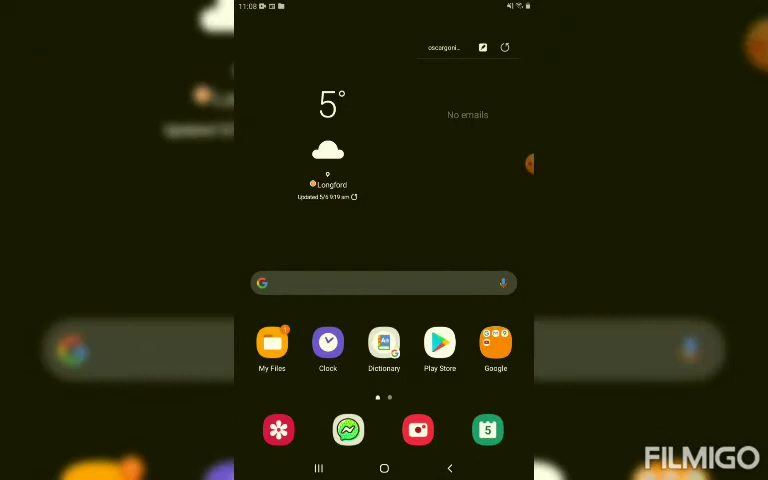 11:08
oscargoni...
5°
No emails
Longford
Updated 5/6 9:19 am
My Files
Clock
Dictionary
Play Store
Google
5
FILMIGO